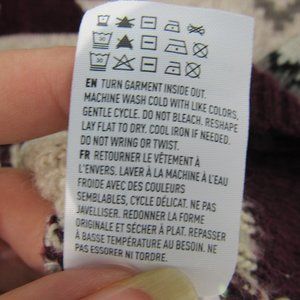 EN TURN GARMENT INSIDE OUT.
MACHINE WASH COLD WITH LIKE COLORS,
GENTLE CYCLE. DO NOT BLEACH. RESHAPE
LAY FLAT TO DRY. COOL IRON IF NEEDED.
DO NOT WRING OR TWIST.
FR RETOURNER LE VÊTEMENT À
L'ENVERS. LAVER À LA MACHINE À L'EAU
FROIDE AVEC DES COULEURS
SEMBLABLES, CYCLE DÉLICAT. NE PAS
JAVELLISER. REDONNER LA FORME
ORIGINALE ET SÉCHER À PLAT. REPASSER
À BASSE TEMPÉRATURE AU BESOIN. NE
PAS ESSORER NI TORDRE.